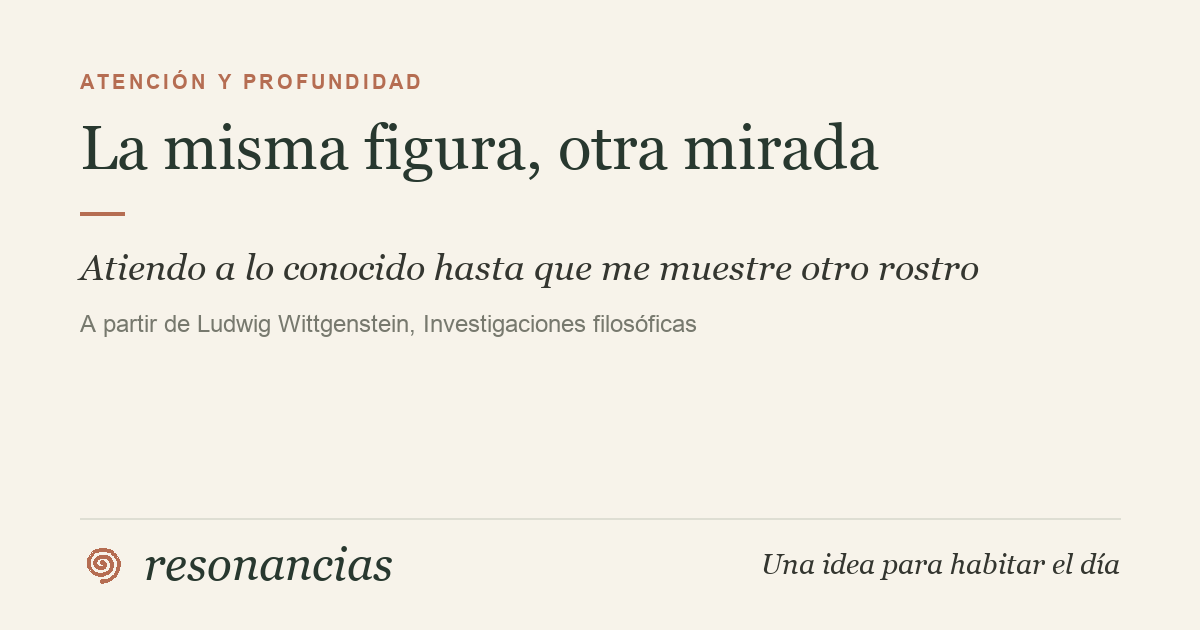 ATENCIÓN Y PROFUNDIDAD
La misma figura, otra mirada
Atiendo a lo conocido hasta que me muestre otro rostro
A partir de Ludwig Wittgenstein, Investigaciones filosóficas
resonancias
Una idea para habitar el día